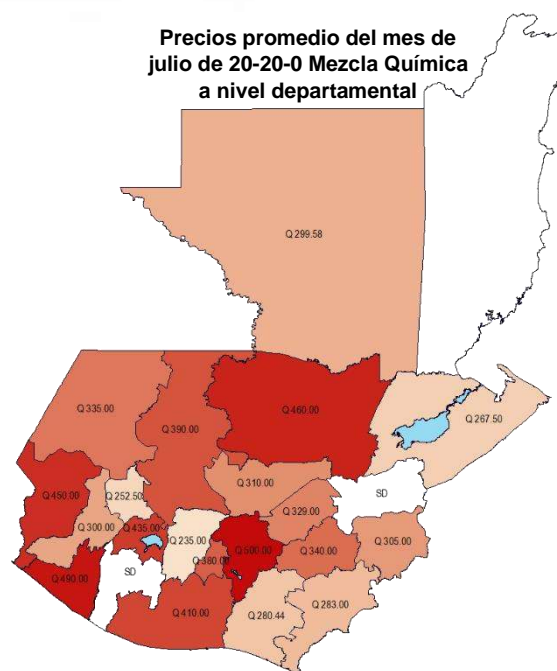 Precios promedio del mes de
julio de 20-20-0 Mezcla Química
a nivel departamental
Q 299.58
Q 335.00
Q 390.00
Q 460.00
Q 267.50
Q 450.00
Q 252.50
Q 310.00
SD
Q 300.00
Q 435.00
Q 329.00
Q 235.00
Q 500.00
Q 340.00
Q 305.00
Q 380.00
Q 490.00
SD
Q 410.00
Q 280.44
Q 283.00